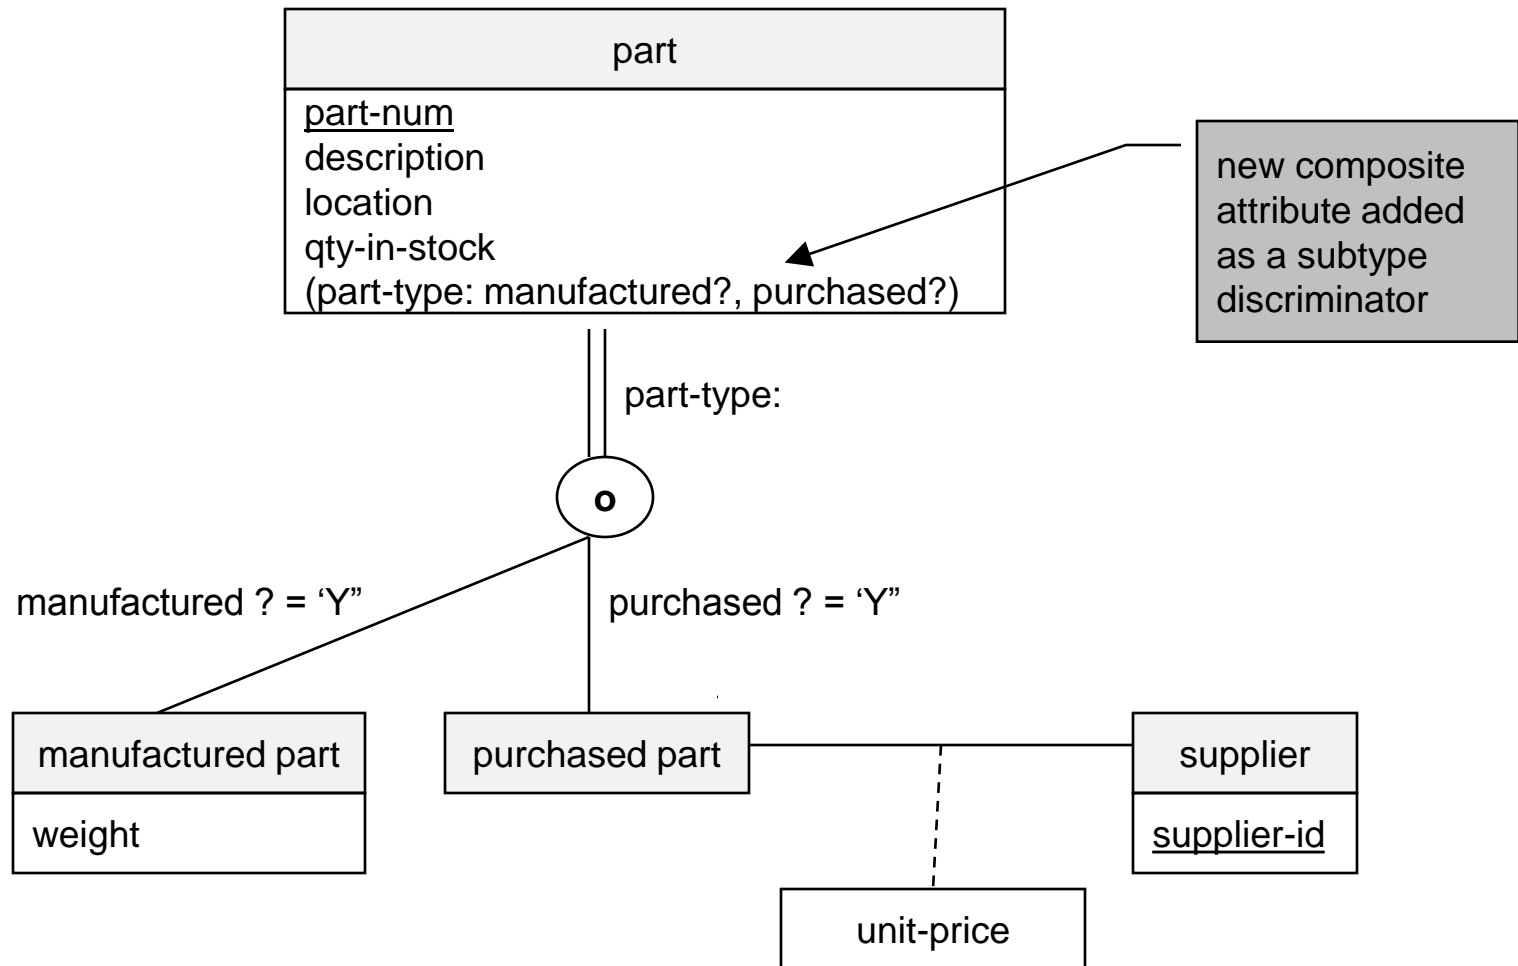 part
part-num
description
location
qty-in-stock
(part-type: manufactured?, purchased?)
new composite
attribute added
as a subtype
discriminator
part-type:
o
manufactured ? = ‘Y”
purchased ? = ‘Y”
manufactured part
weight
purchased part
supplier
supplier-id
unit-price